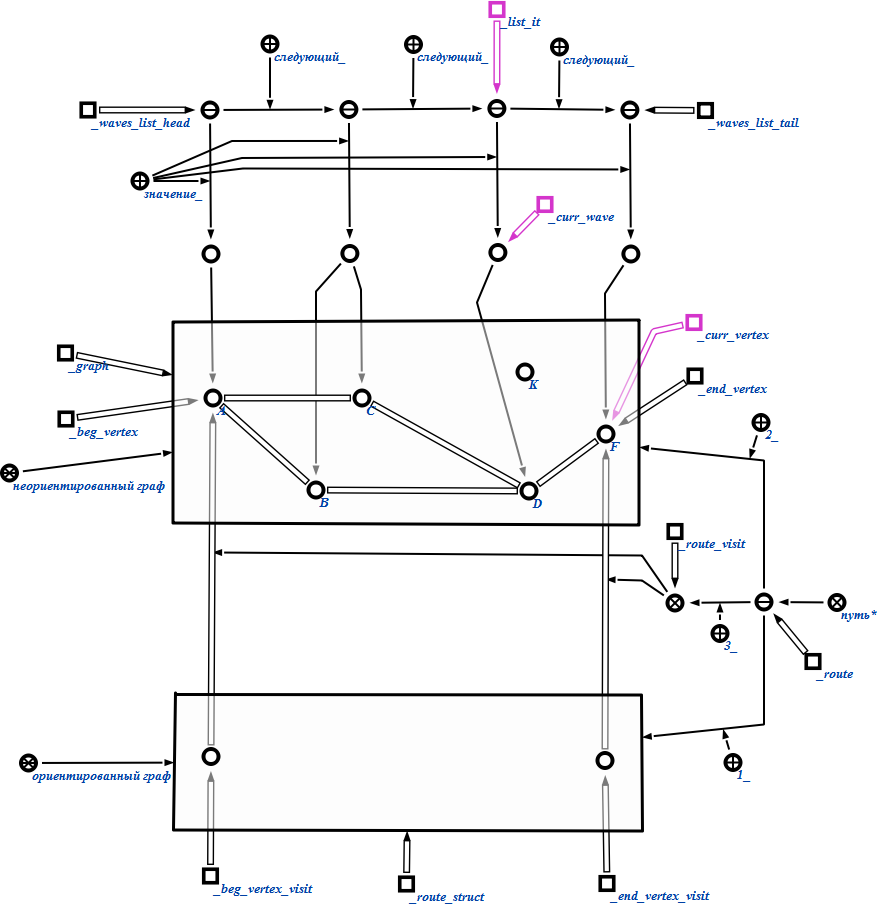 _list_it
следующий_
следующий_
следующий_
_waves_list_head
_waves_list_tail
значение_
_curr_wave
_curr_vertex
_graph
K
_end_vertex
A
C
_beg_vertex
2_
F
неориентированный граф
B
D
_route_visit
путь*
3_
_route
ориентированный граф
1_
_beg_vertex_visit
_route_struct
_end_vertex_visit